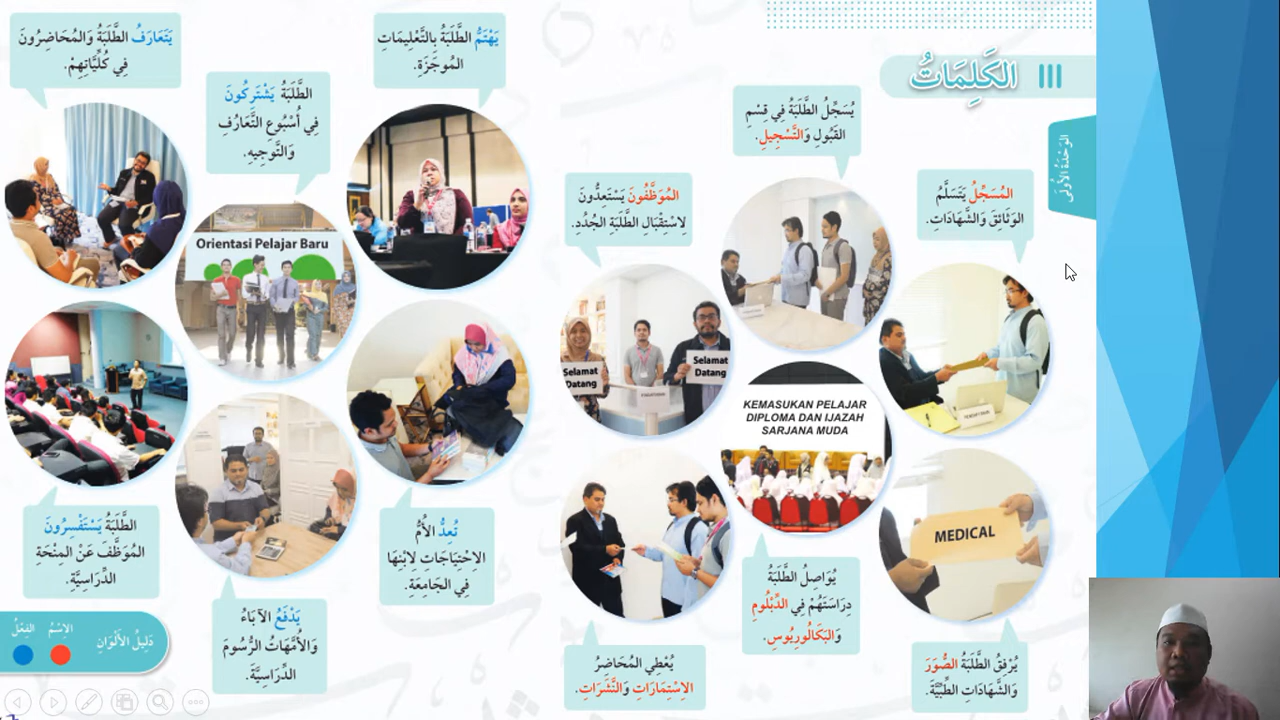 الكَلِمَاتُ
الوَحْدَةُ الأُولَى
المُسَجِّلُ يَتَسَلَّمُ
الوَثَائِقَ وَالشَّهَادَاتِ.
يُسَجِّلُ الطَّلَبَةُ فِي قِسْمِ
القَبُولِ وَالتَّسْجِيلِ.
المُوَظَّفُونَ يَسْتَعِدُّونَ
لِاسْتِقْبَالِ الطَّلَبَةِ الجُدُدِ.
Selamat
Datang
Selamat
Datang
KEMASUKAN PELAJAR
DIPLOMA DAN IJAZAH
SARJANA MUDA
MEDICAL
يُرْفِقُ الطَّلَبَةُ الصُّوَرَ
وَالشَّهَادَاتِ الطِّبِّيَّةَ.
يُوَاصِلُ الطَّلَبَةُ
دِرَاسَتَهُمْ فِي الدِّبْلُومِ
وَالبَكَالُورِيُوسِ.
يُعْطِي المُحَاضِرُ
الاِسْتِمَارَاتِ وَالنَّشَرَاتِ.
يَهْتَمُّ الطَّلَبَةُ بِالتَّعْلِيمَاتِ
المُوجَزَةِ.
الطَّلَبَةُ يَشْتَرِكُونَ
فِي أُسْبُوعِ التَّعَارُفِ
وَالتَّوجِيهِ.
يَتَعَارَفُ الطَّلَبَةُ وَالمُحَاضِرُونَ
فِي كُلِّيَّاتِهِمْ.
Orientasi Pelajar Baru
تُعِدُّ الأُمُّ
الاِحْتِيَاجَاتِ لِابْنِهَا
فِي الجَامِعَةِ.
يَدْفَعُ الآبَاءُ
وَالأُمَّهَاتُ الرُّسُومَ
الدِّرَاسِيَّةَ.
الطَّلَبَةُ يَسْتَفْسِرُونَ
المُوَظَّفَ عَنْ المِنْحَةِ
الدِّرَاسِيَّةِ.
دَلِيلُ الأَلْوَانِ
الاِسْمُ
الفِعْلُ